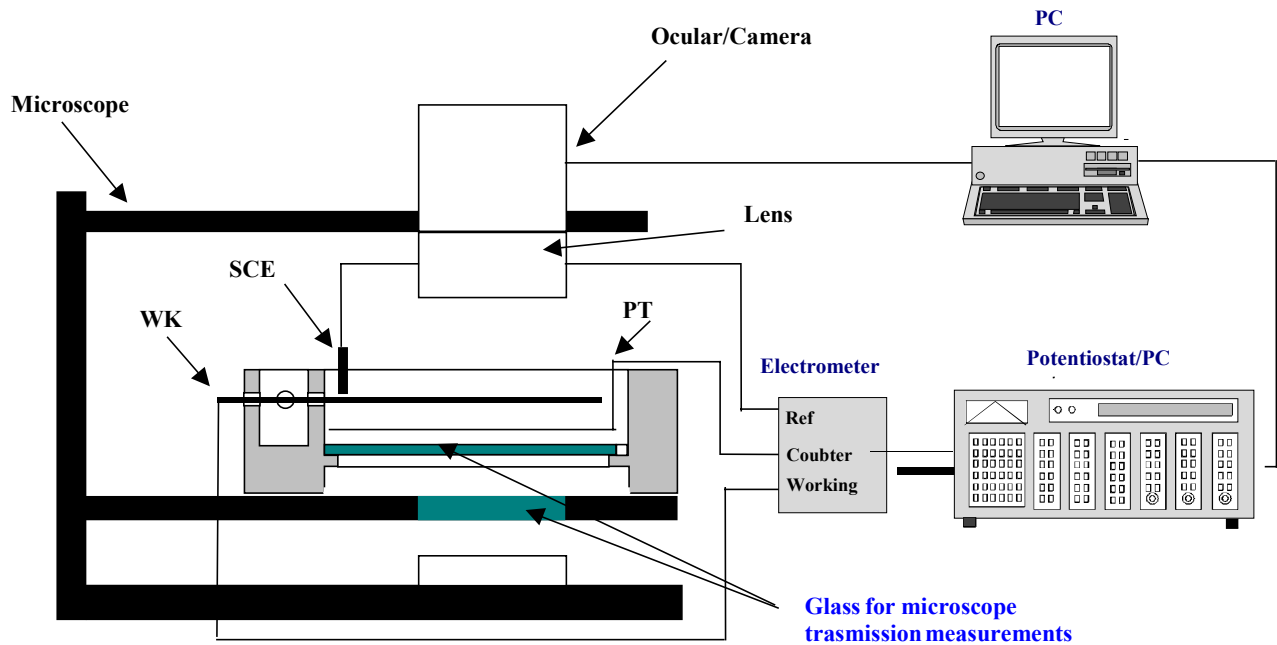 PC
Ocular/Camera
Microscope
Lens
SCE
WK
PT
Electrometer
Potentiostat/PC
Ref
Coubter
Working
Glass for microscope
trasmission measurements